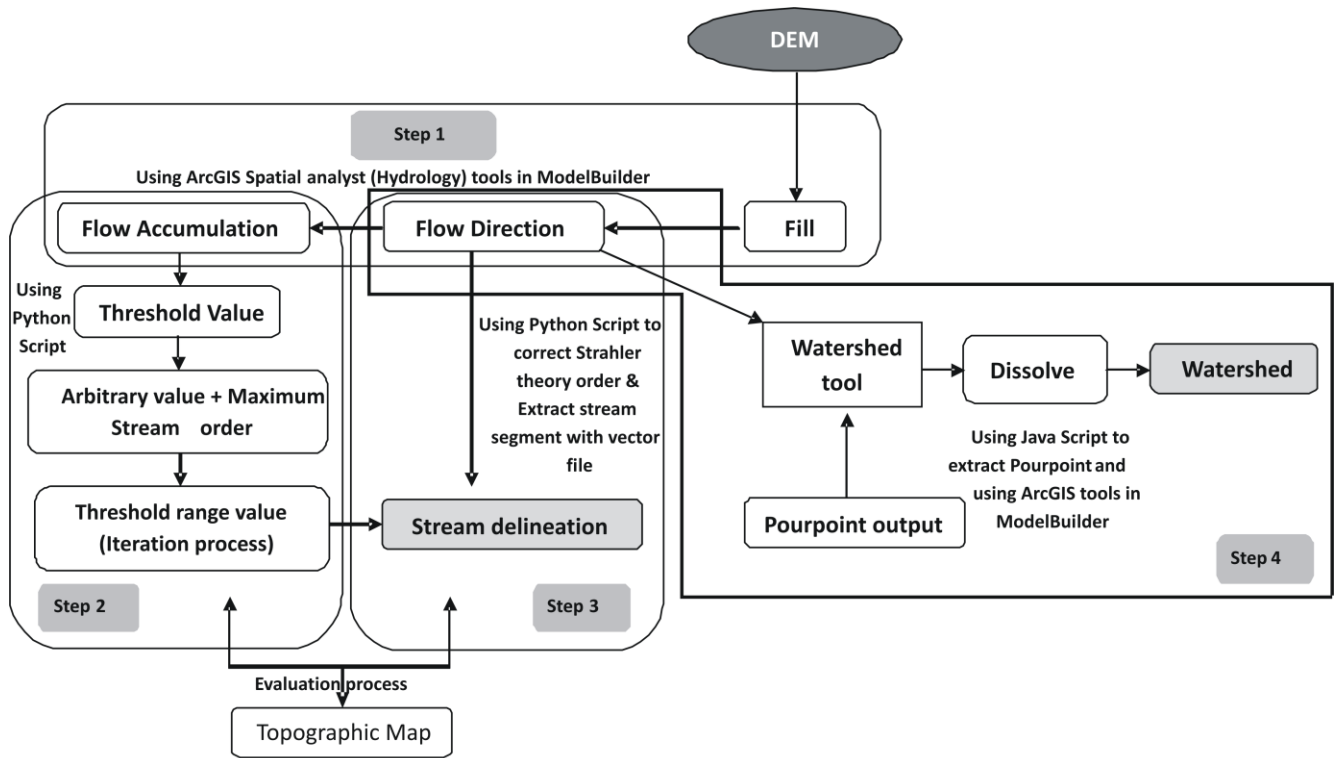 DEM
Step 1
Using ArcGIS Spatial analyst (Hydrology) tools in ModelBuilder
Flow Accumulation
Flow Direction
Fill
Using
Python
Script
Threshold Value
Arbitrary value + Maximum
Stream order
Threshold range value
(Iteration process)
Step 2
Using Python Script to
correct Strahler
theory order &
Extract stream
segment with vector
file
Stream delineation
Step 3
Watershed
tool
Dissolve
Watershed
Pourpoint output
Using Java Script to
extract Pourpoint and
using ArcGIS tools in
ModelBuilder
Step 4
Evaluation process
Topographic Map